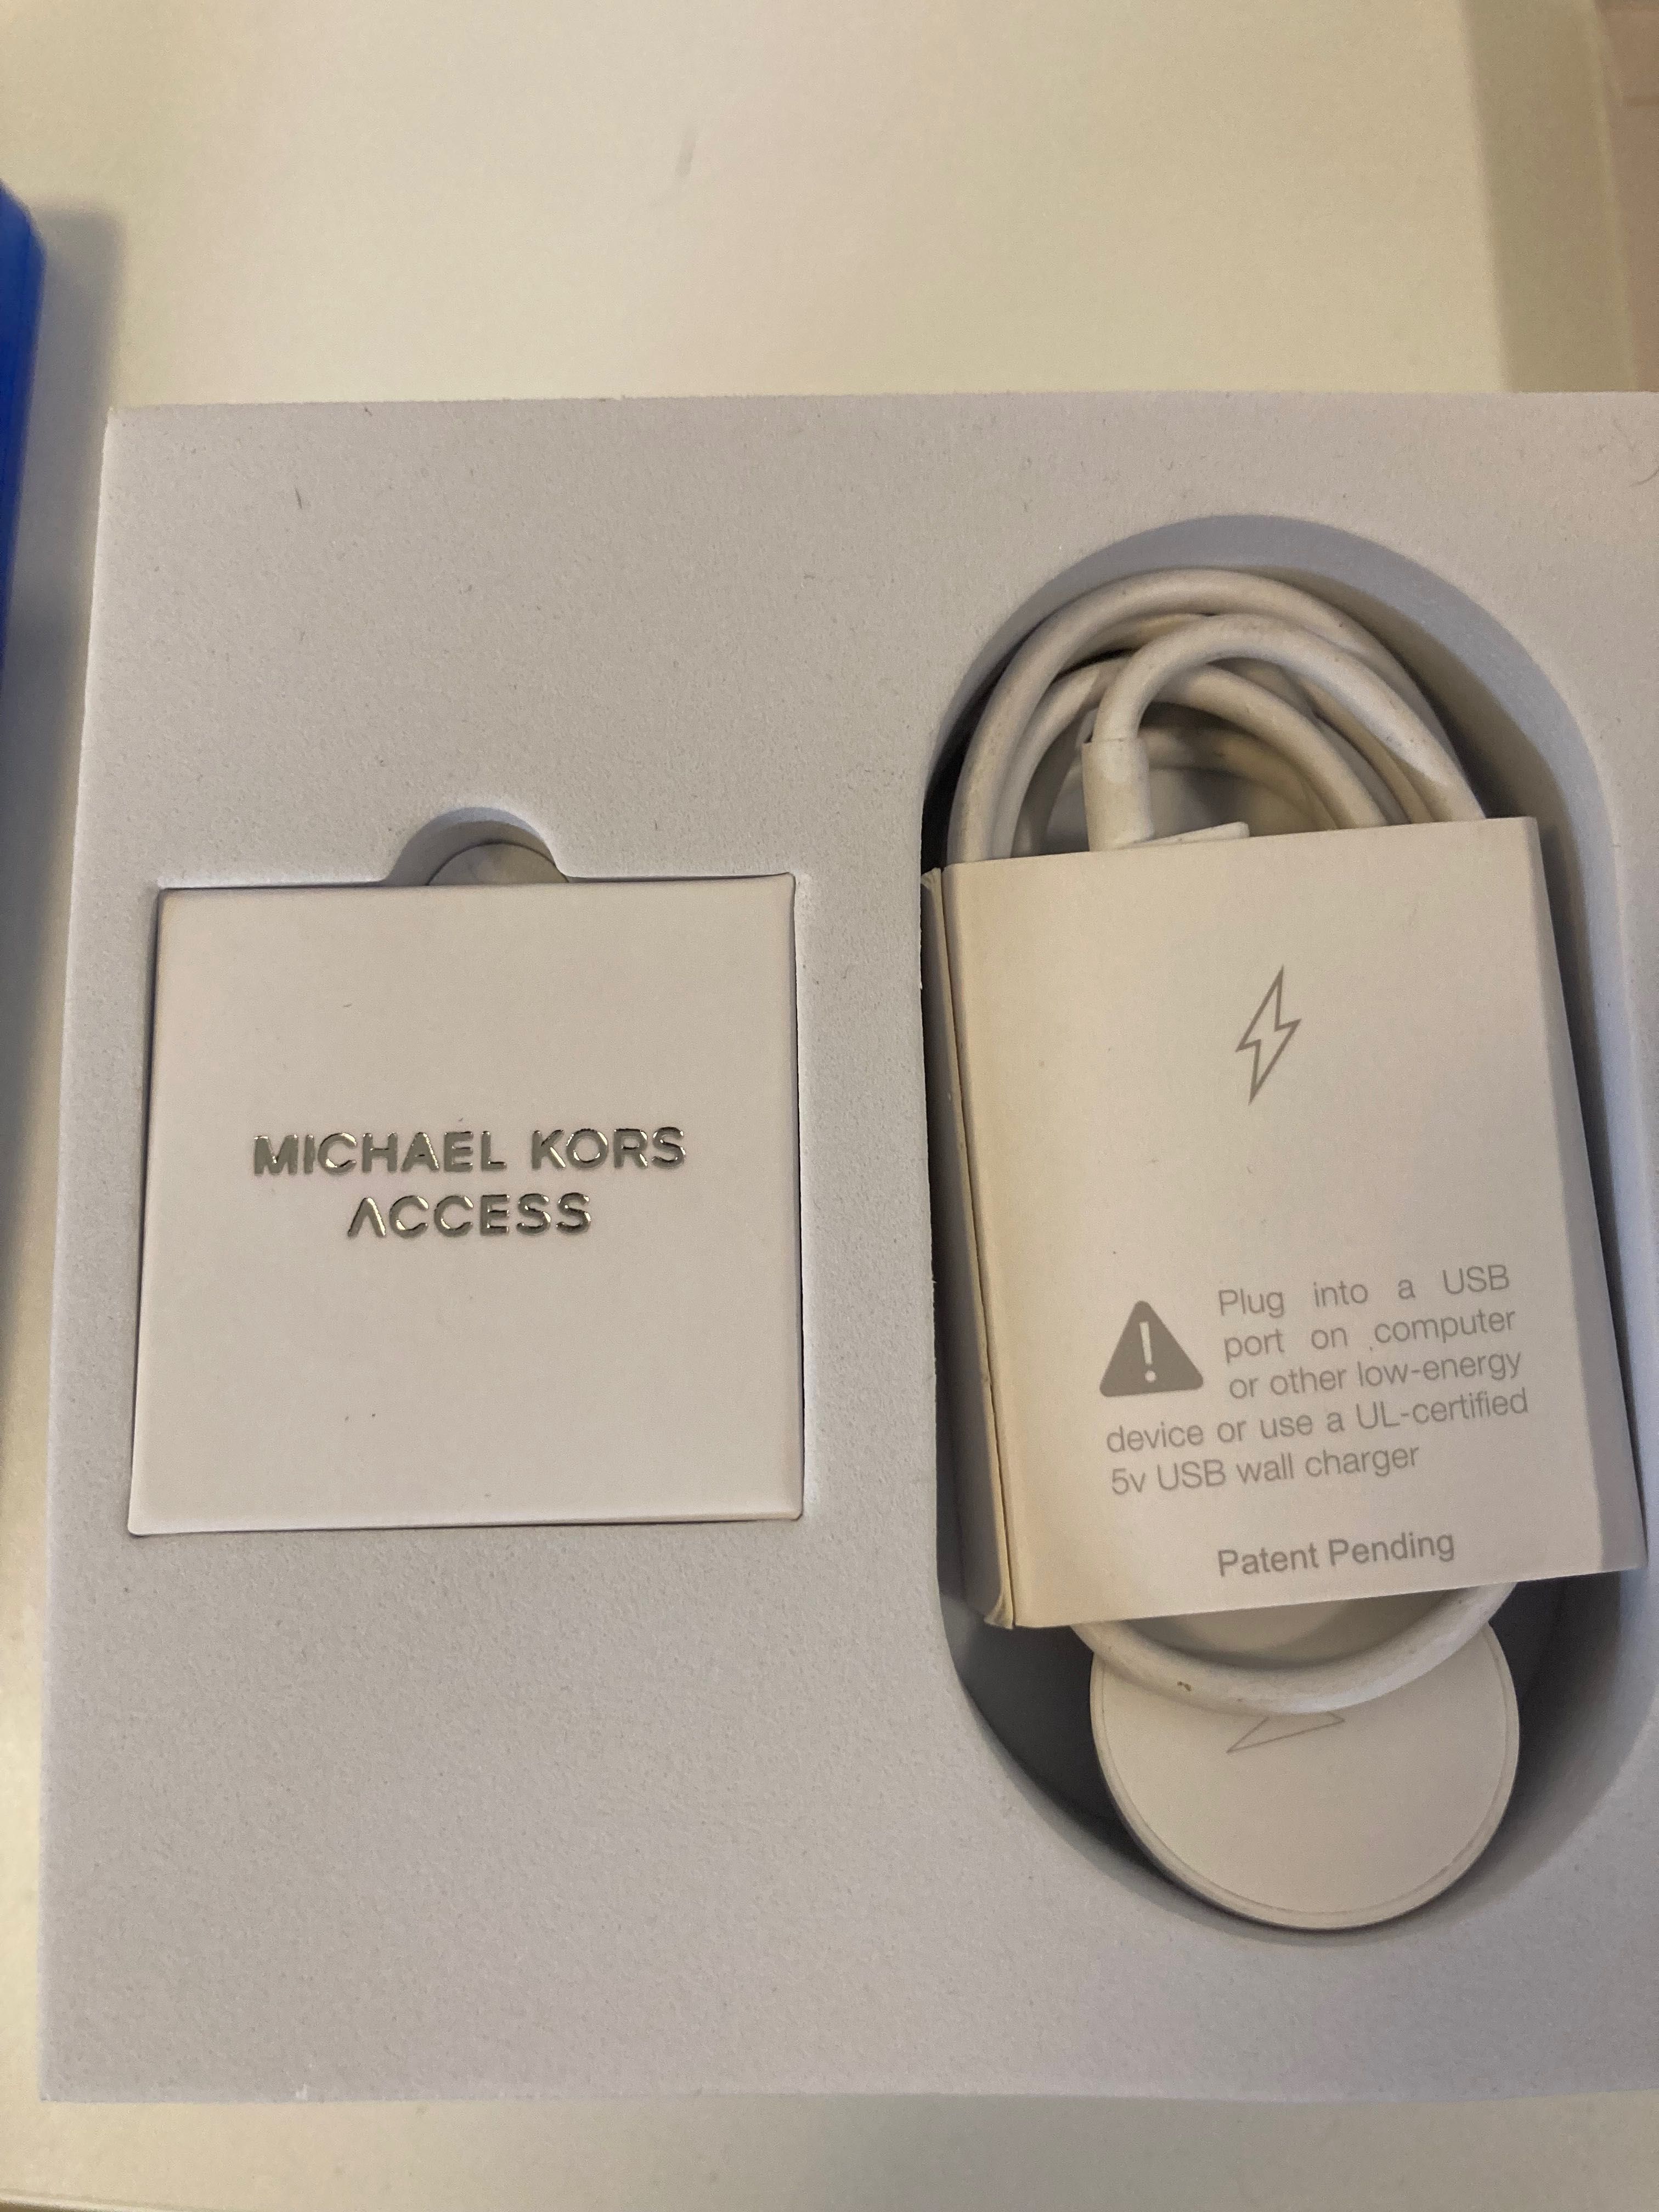 MICHAEL KORS
ACCESS
Plug into a USB
port on computer
or other low-energy
device or use a UL-certified
5v USB wall charger
Patent Pending